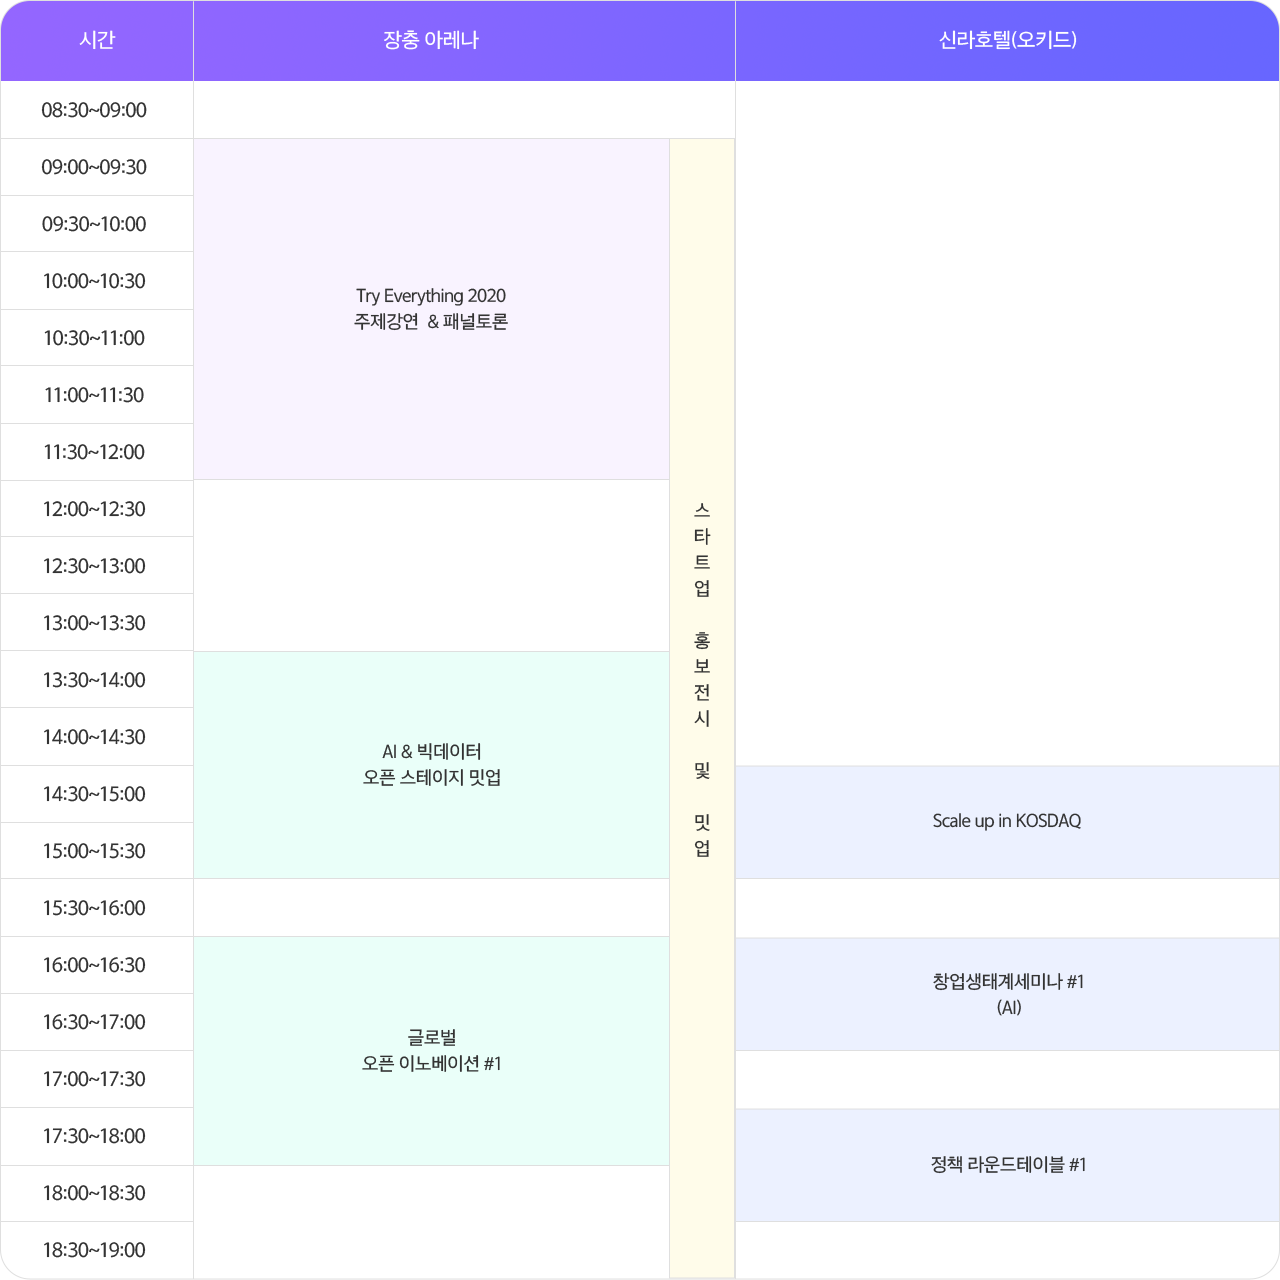 시간
장충 아레나
신라호텔(오키드)
08:30~09:00
09:00~09:30
09:30~10:00
10:00~10:30
10:30~11:00
11:00~11:30
11:30~12:00
12:00~12:30
12:30~13:00
13:00~13:30
13:30~14:00
14:00~14:30
14:30~15:00
15:00~15:30
15:30~16:00
16:00~16:30
16:30~17:00
17:00~17:30
17:30~18:00
18:00~18:30
18:30~19:00
Try Everything 2020
주제강연 & 패널토론
AI & 빅데이터
오픈 스테이지 밋업
글로벌
오픈 이노베이션 #1
스타트업 홍보전시 및 밋업
Scale up in KOSDAQ
창업생태계세미나 #1
(AI)
정책 라운드테이블 #1